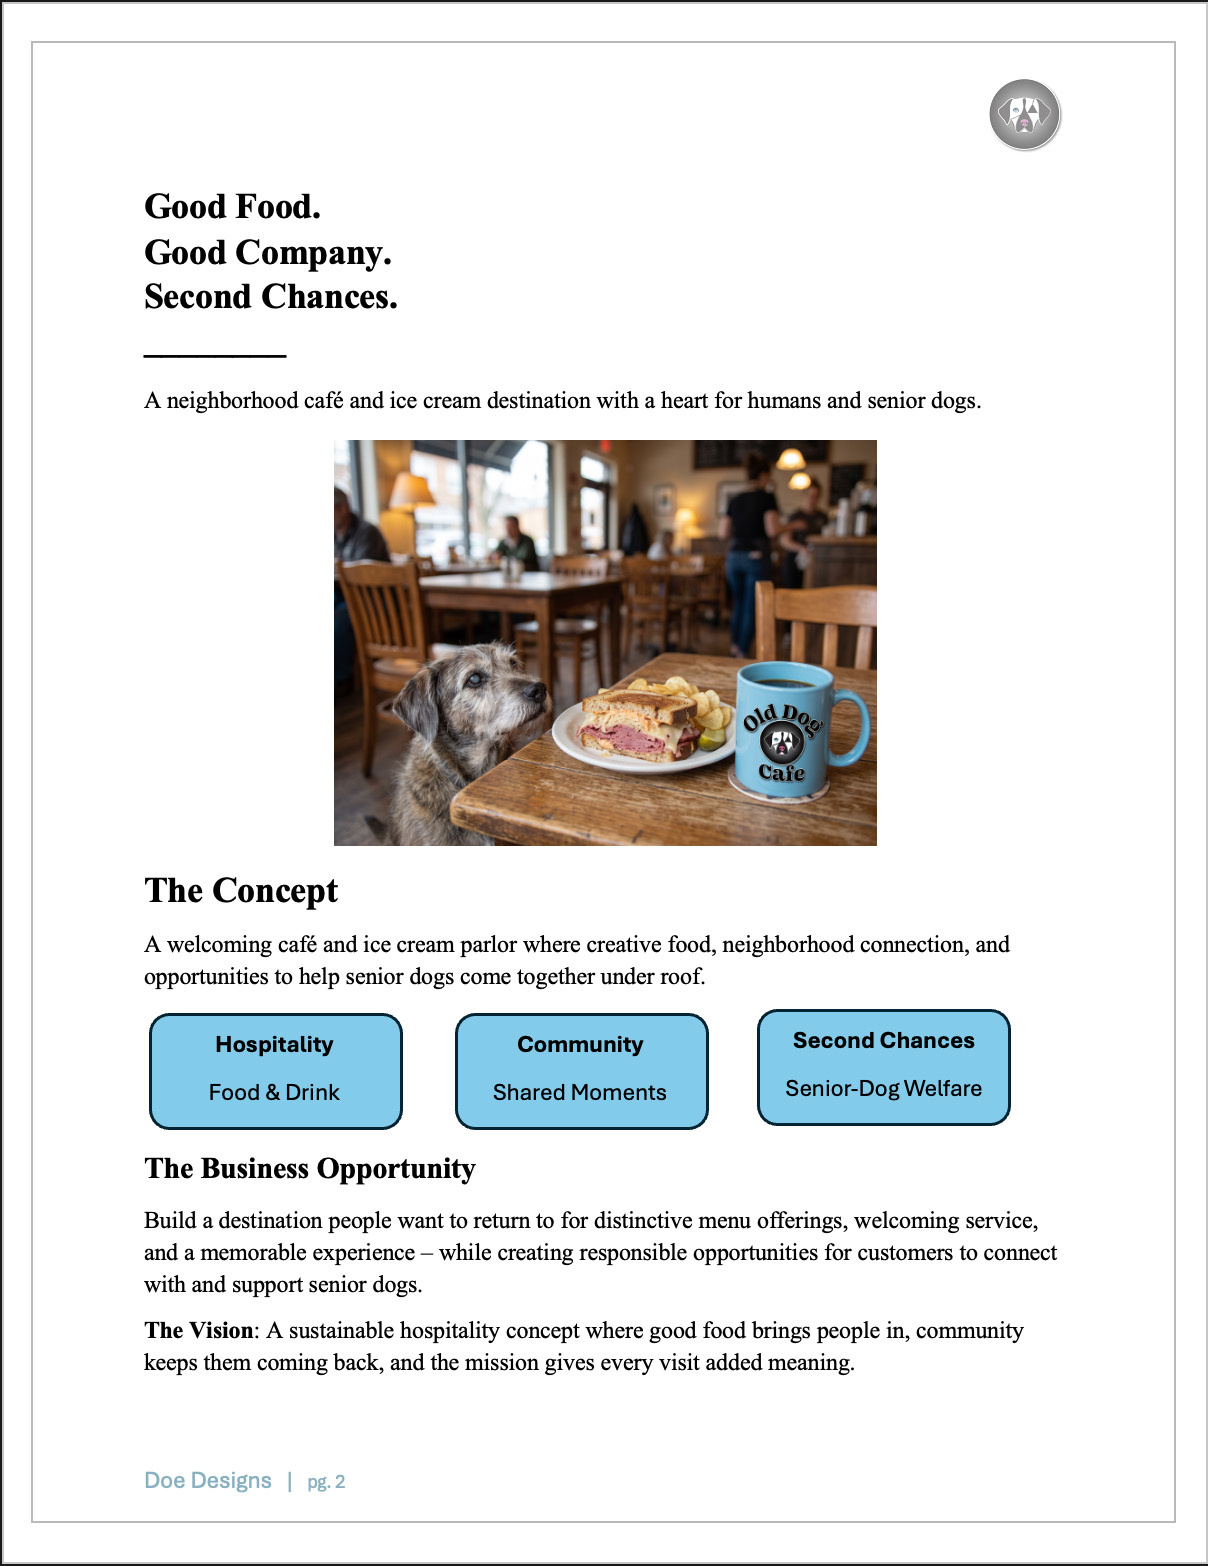 Good Food.
Good Company.
Second Chances.
A neighborhood café and ice cream destination with a heart for humans and senior dogs.
Old Dog
Cafe
The Concept
A welcoming café and ice cream parlor where creative food, neighborhood connection, and
opportunities to help senior dogs come together under roof.
Hospitality
Food & Drink
Community
Shared Moments
Second Chances
Senior-Dog Welfare
The Business Opportunity
Build a destination people want to return to for distinctive menu offerings, welcoming service,
and a memorable experience – while creating responsible opportunities for customers to connect
with and support senior dogs.
The Vision: A sustainable hospitality concept where good food brings people in, community
keeps them coming back, and the mission gives every visit added meaning.
Doe Designs | pg. 2